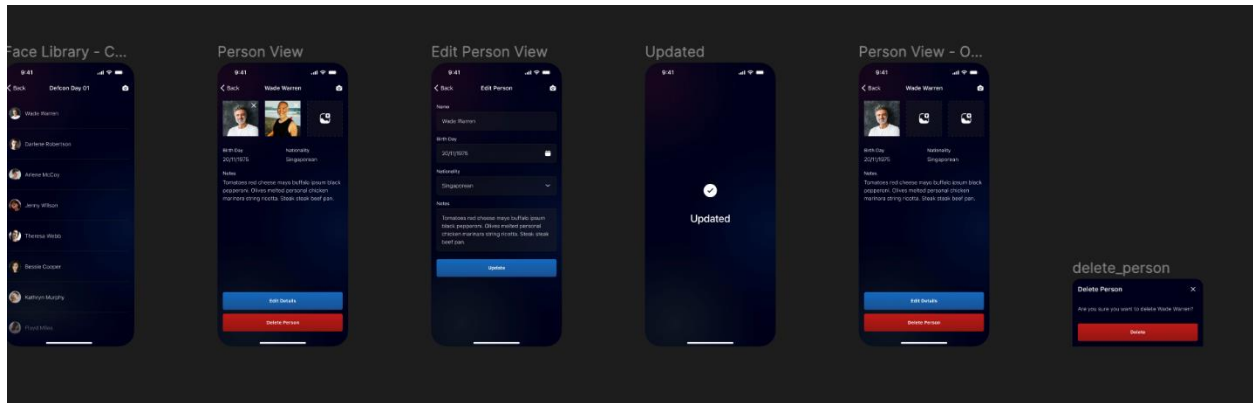 Face Library - C...
9:41
Back
Defcon Day 01
Wade Warren
Darlene Robertson
Arlene McCoy
Jenny Wilson
Theresa Webb
Bessie Cooper
Kathryn Murphy
Floyd Miles
Person View
9:41
Back
Wade Warren
Birth Day
Nationality
20/11/1975
Singaporean
Notes
Tomatoes red cheese mayo buffalo ipsum black
pepperoni. Olives melted personal chicken
marinara string ricotta. Steak steak beef pan.
Edit Details
Delete Person
Edit Person View
9:41
Back
Edit Person
Name
Wade Warren
Birth Day
20/11/1975
Nationality
Singaporean
Notes
Tomatoes red cheese mayo buffalo ipsum
black pepperoni. Olives melted personal
chicken marinara string ricotta. Steak steak
beef pan.
Update
Updated
9:41
Updated
Person View - O...
9:41
Back
Wade Warren
Birth Day
Nationality
20/11/1975
Singaporean
Notes
Tomatoes red cheese mayo buffalo ipsum black
pepperoni. Olives melted personal chicken
marinara string ricotta. Steak steak beef pan.
Edit Details
Delete Person
delete_person
Delete Person
Are you sure you want to delete Wade Warren?
Delete